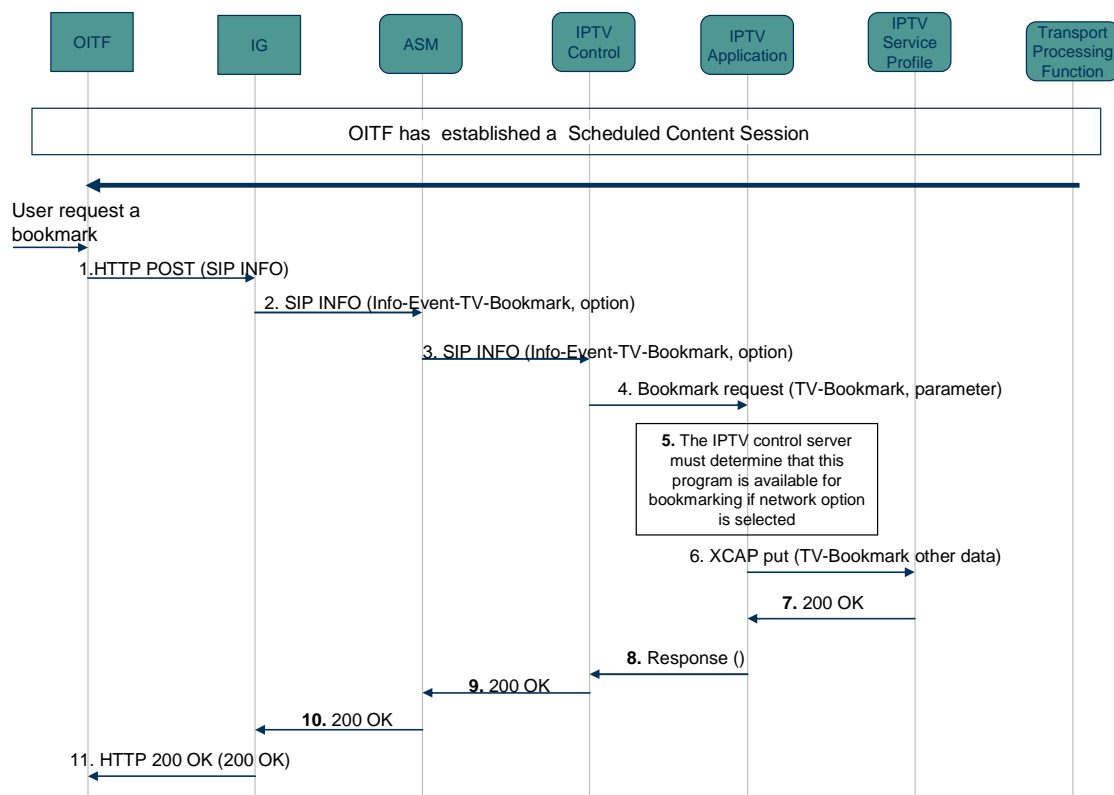 OITF
IG
ASM
IPTV
Control
IPTV
Application
IPTV
Service
Profile
Transport
Processing
Function
OITF has established a Scheduled Content Session
User request a
bookmark
1.HTTP POST (SIP INFO)
2. SIP INFO (Info-Event-TV-Bookmark, option)
3. SIP INFO (Info-Event-TV-Bookmark, option)
4. Bookmark request (TV-Bookmark, parameter)
5. The IPTV control server
must determine that this
program is available for
bookmarking if network option
is selected
6. XCAP put (TV-Bookmark other data)
7. 200 OK
8. Response ()
9. 200 OK
10. 200 OK
11. HTTP 200 OK (200 OK)